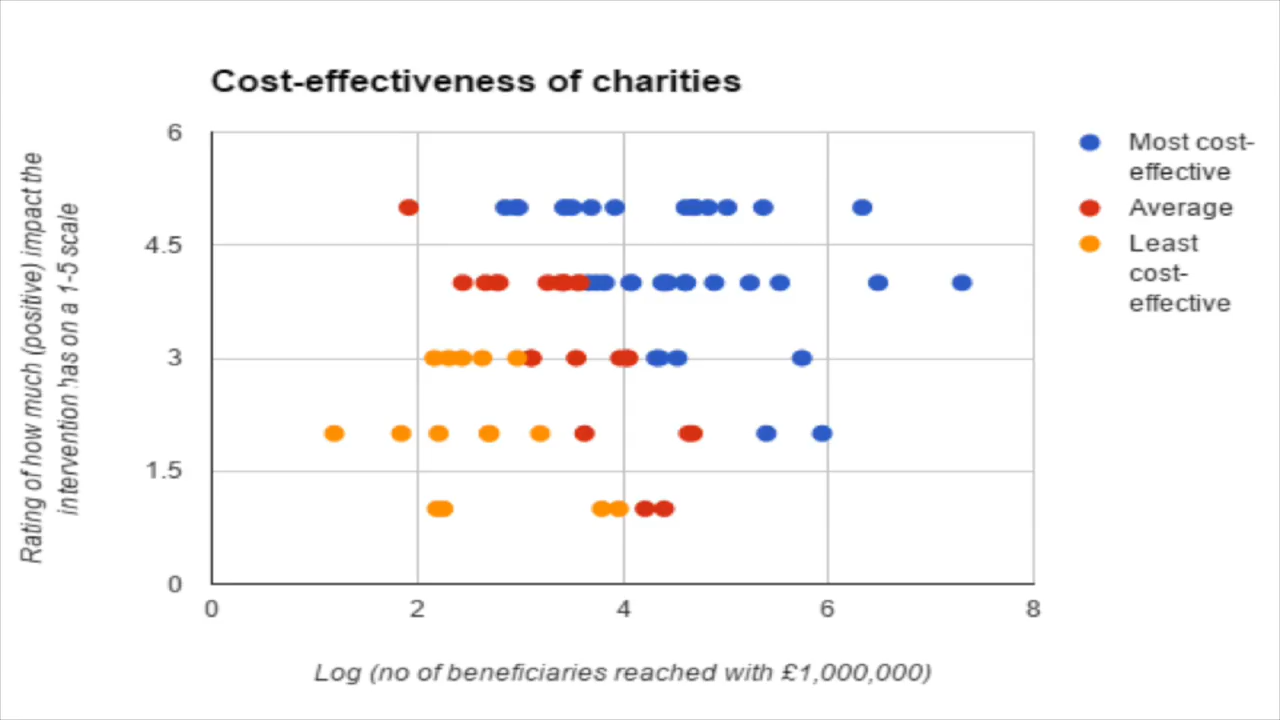 Cost-effectiveness of charities
Rating of how much (positive) impact the
intervention has on a 1-5 scale
6
4.5
3
1.5
0
0 2 4 6 8
Log (no of beneficiaries reached with £1,000,000)
Most cost-
effective
Average
Least
cost-
effective